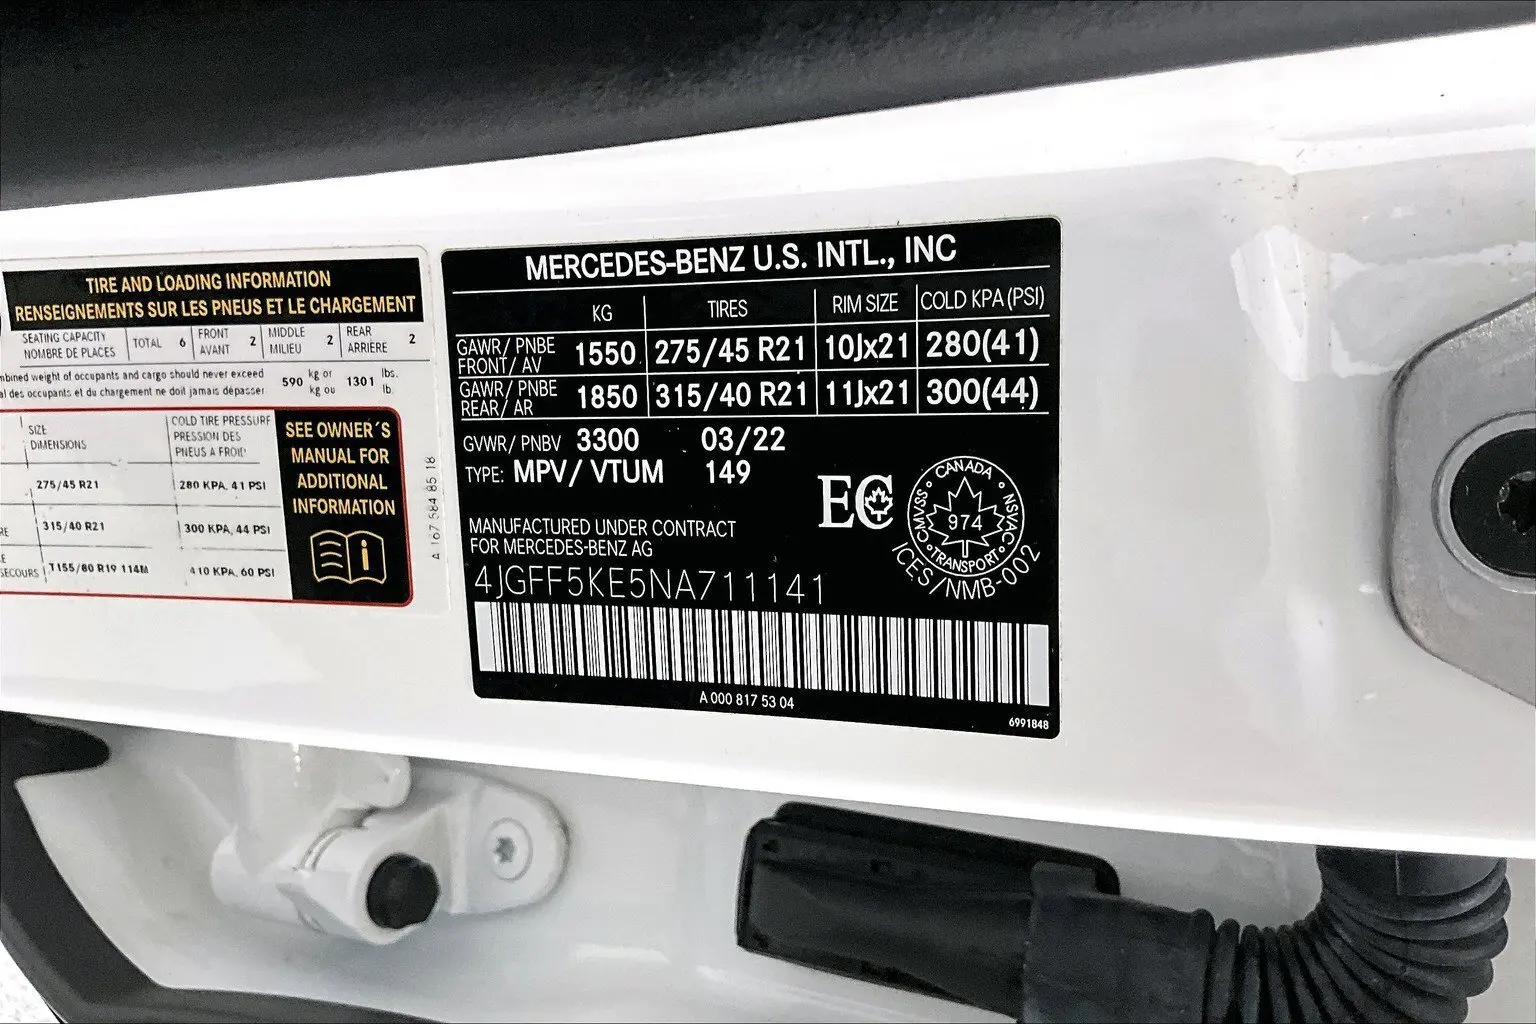 TIRE AND LOADING INFORMATION
RENSEIGNEMENTS SUR LES PNEUS ET LE CHARGEMENT
SEATING CAPACITY
NOMBRE DE PLACES
TOTAL 6
FRONT
AVANT 2
MIDDLE
MILIEU 2
REAR
ARRIÈRE 2
weight of occupants and cargo should never exceed
des occupants et du chargement ne doit jamais dépasser
590 kg or
kg ou
1301 lbs.
lb.
SIZE
DIMENSIONS
COLD TIRE PRESSURE
PRESSION DES
PNEUS A FROID
275/45 R21
280 KPA, 41 PSI
315/40 R21
300 KPA, 44 PSI
SECOURS
T155/80 R19 114M
410 KPA, 60 PSI
SEE OWNER'S
MANUAL FOR
ADDITIONAL
INFORMATION
i
A 167 584 85 18
MERCEDES-BENZ U.S. INTL., INC
KG TIRES RIM SIZE COLD KPA (PSI)
GAWR/ PNBE
FRONT/ AV
1550 275/45 R21 10Jx21 280(41)
GAWR/ PNBE
REAR/ AR
1850 315/40 R21 11Jx21 300(44)
GVWR/ PNBV 3300 03/22
TYPE: MPV/ VTUM 149
EC
CANADA
CMVSS
NSVAC
974
TRANSPORT
ICES/NMB-002
MANUFACTURED UNDER CONTRACT
FOR MERCEDES-BENZ AG
4JGFF5KE5NA711141
A 000 817 53 04
6991848